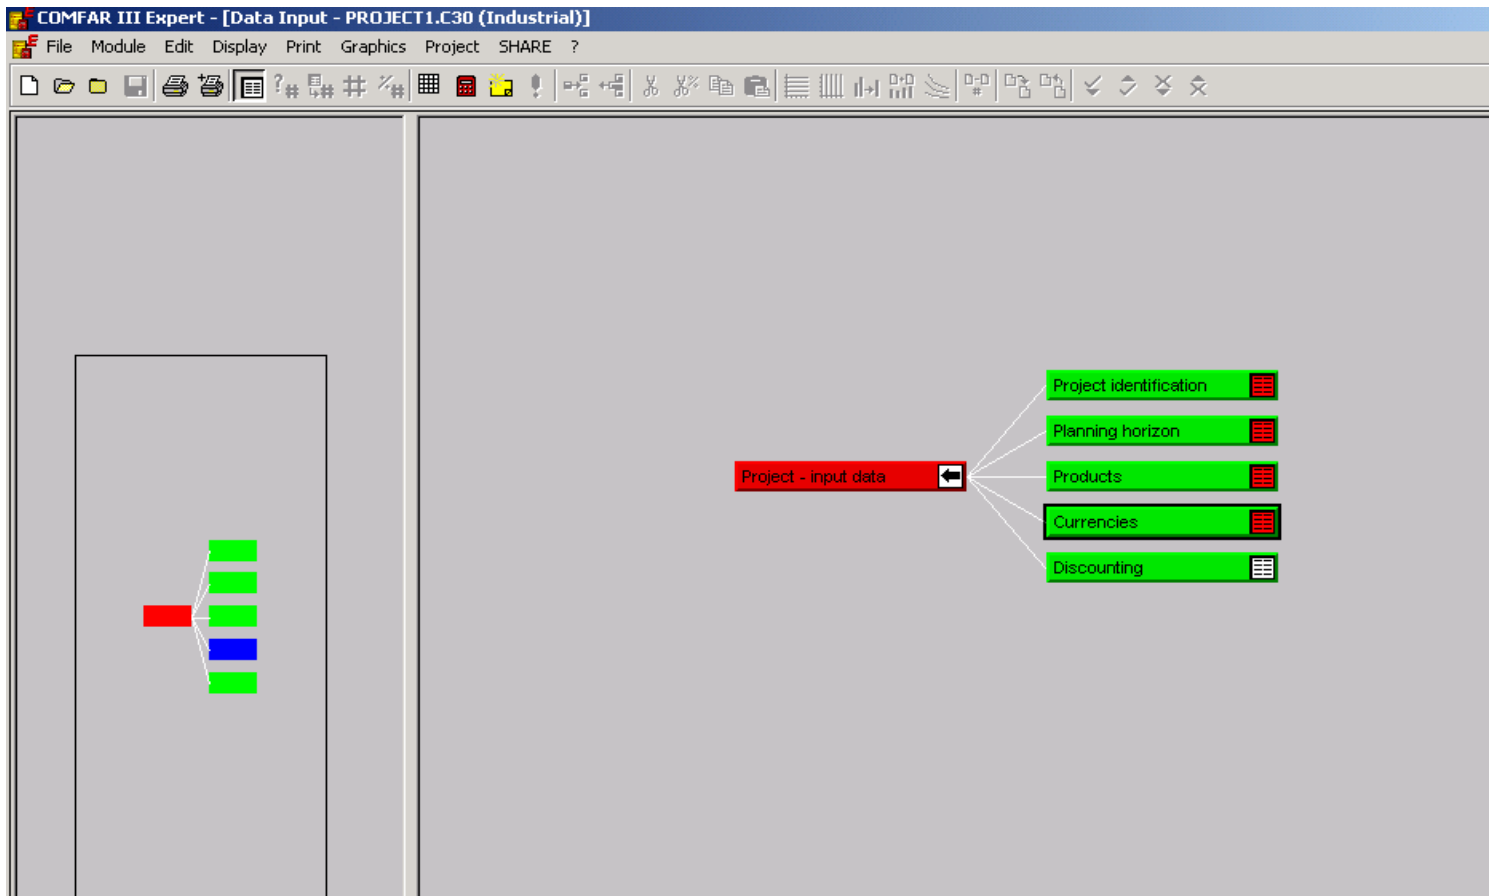 COMFAR III Expert - [Data Input - PROJECT1.C30 (Industrial)]
File Module Edit Display Print Graphics Project SHARE ?
Project identification
Planning horizon
Project - input data
Products
Currencies
Discounting